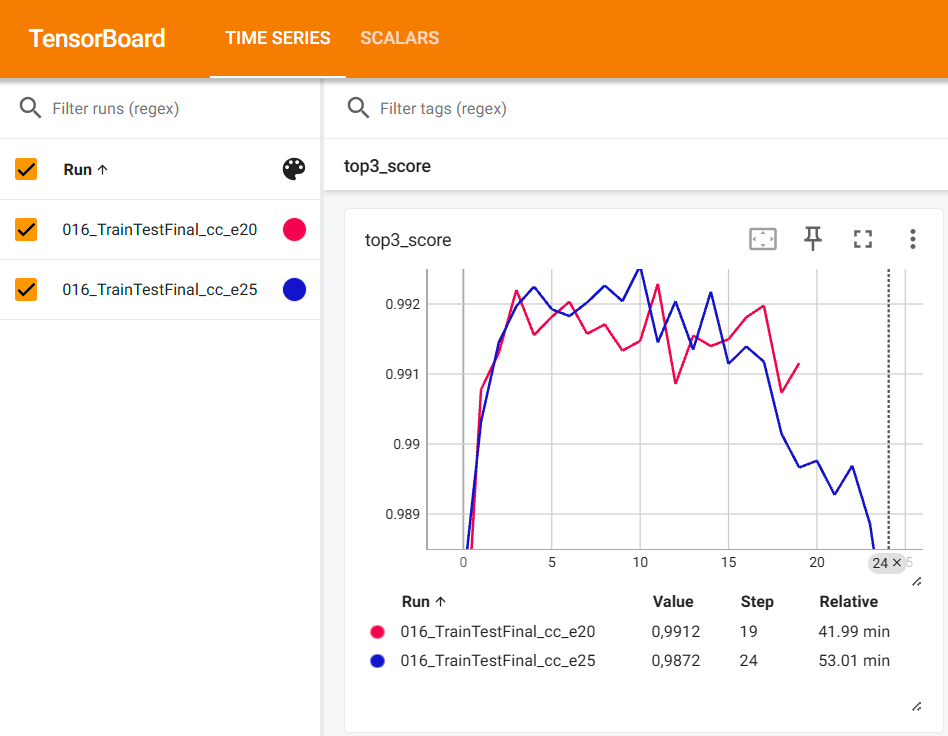 TensorBoard TIME SERIES SCALARS
Filter runs (regex) Filter tags (regex)
Run
top3_score
016_TrainTestFinal_cc_e20
016_TrainTestFinal_cc_e25
top3_score
0.992
0.991
0.99
0.989
0 5 10 15 20 24 × 5
Run Value Step Relative
016_TrainTestFinal_cc_e20 0,9912 19 41.99 min
016_TrainTestFinal_cc_e25 0,9872 24 53.01 min